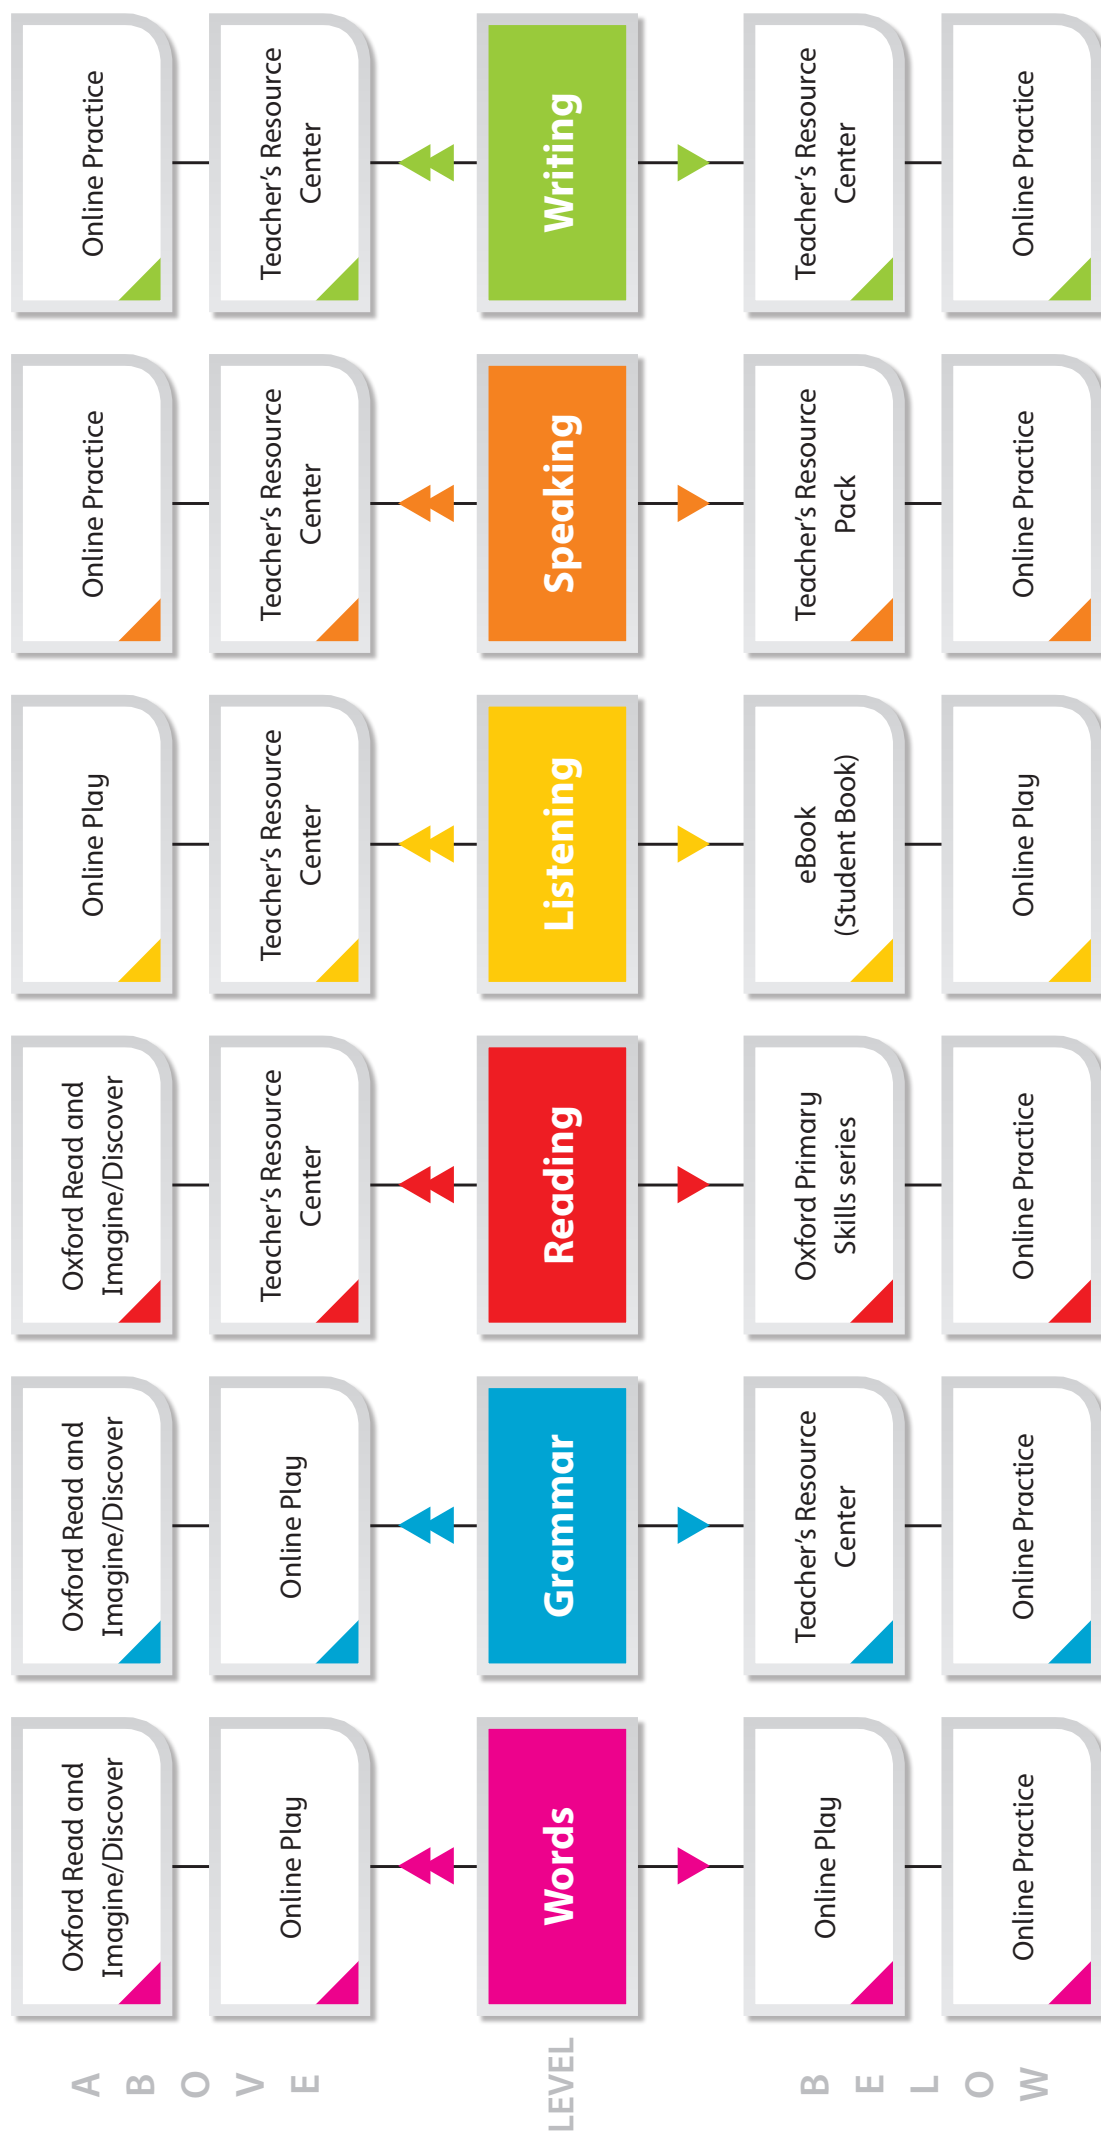 A
B
O
V
E
Oxford Read and
Imagine/Discover
Oxford Read and
Imagine/Discover
Oxford Read and
Imagine/Discover
Online Play
Online Practice
Online Practice
Online Play
Online Play
Teacher's Resource
Center
Teacher's Resource
Center
Teacher's Resource
Center
Teacher's Resource
Center
LEVEL
Words
Grammar
Reading
Listening
Speaking
Writing
B
E
L
O
W
Online Play
Teacher's Resource
Center
Oxford Primary
Skills series
eBook
(Student Book)
Teacher's Resource
Pack
Teacher's Resource
Center
Online Practice
Online Practice
Online Practice
Online Play
Online Practice
Online Practice